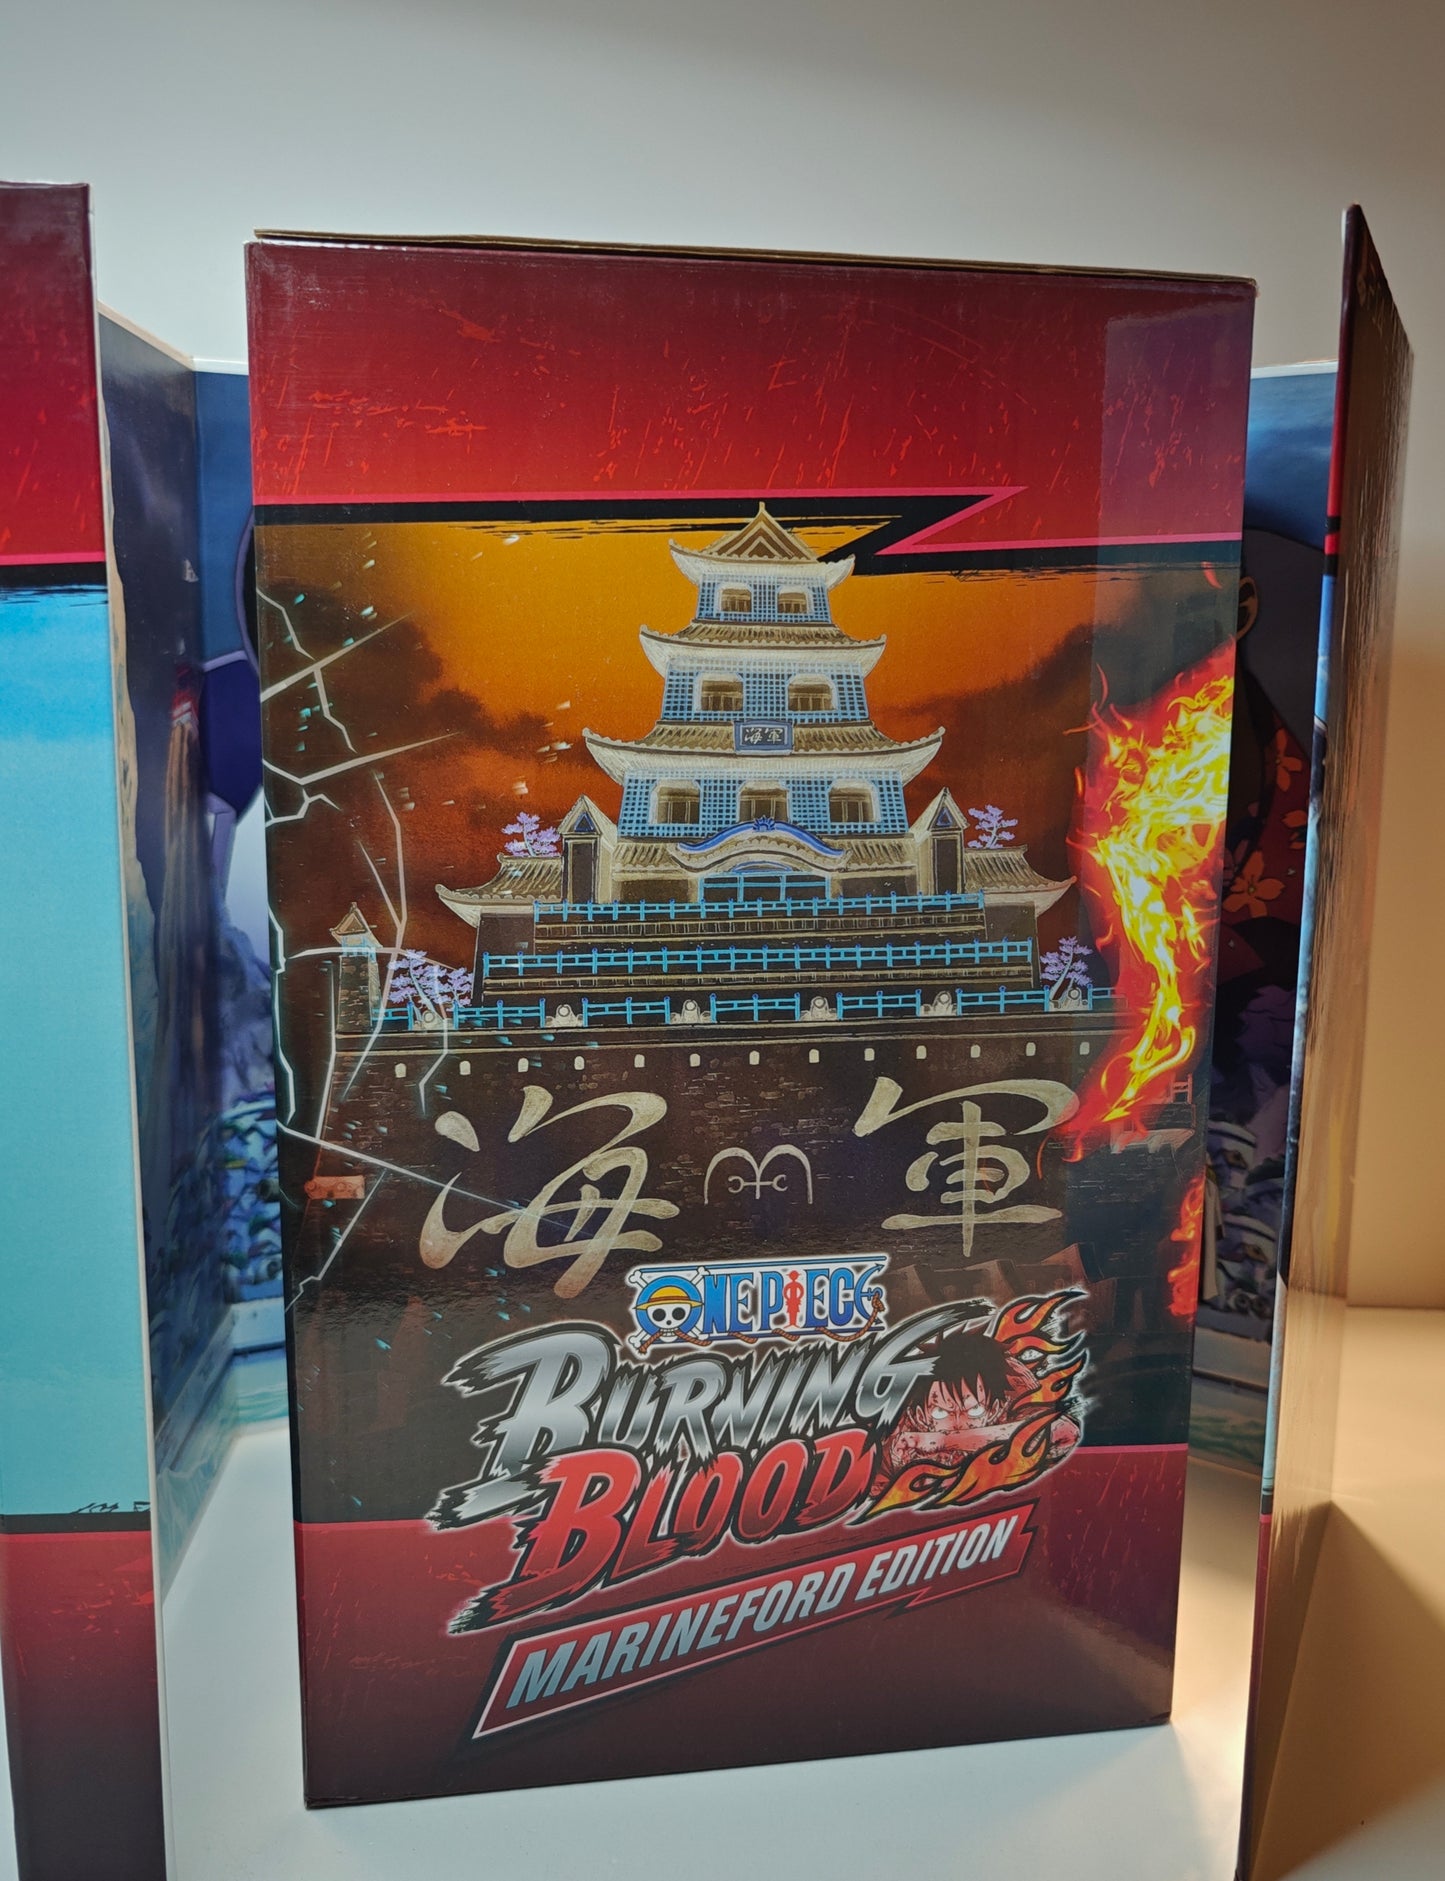 海軍
海 軍
ONE PIECE
BURNING
BLOOD
MARINEFORD EDITION